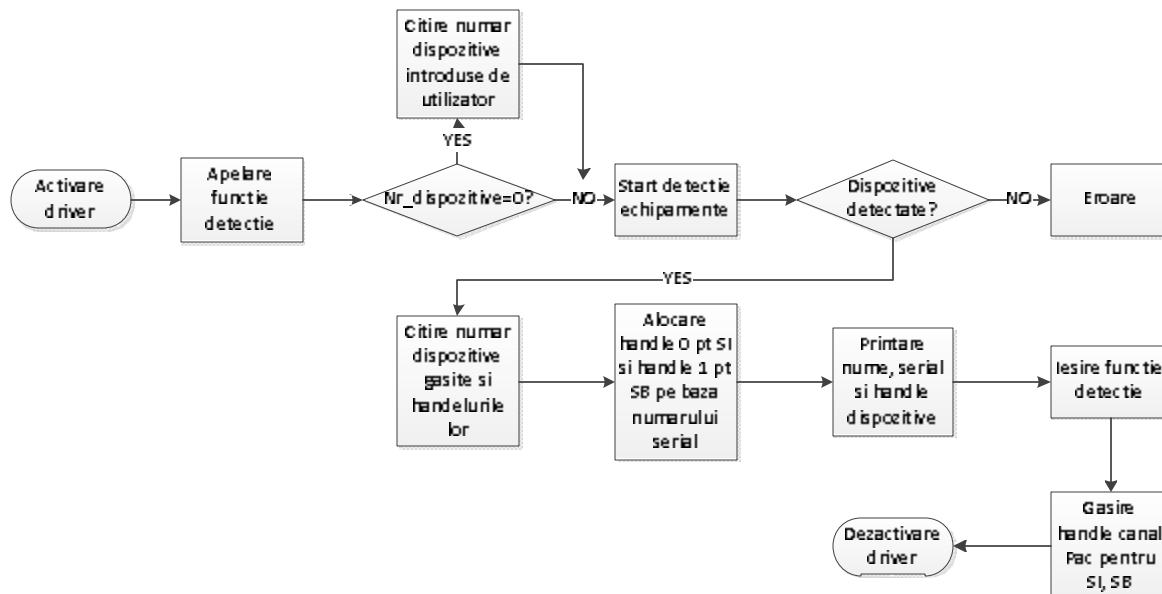 Citire numar
dispozitive
introduse de
utilizator
YES
Activare
driver
Apelare
functie
detectie
Nr_dispozitive=0?
NO
Start detectie
echipamente
Dispozitive
detectate?
NO
Eroare
YES
Citire numar
dispozitive
gasite si
handelurile
lor
Alocare
handle 0 pt SI
si handle 1 pt
SB pe baza
numarului
serial
Printare
nume, serial
si handle
dispozitive
Iesire functie
detectie
Gasire
handle canal
Pac pentru
SI, SB
Dezactivare
driver